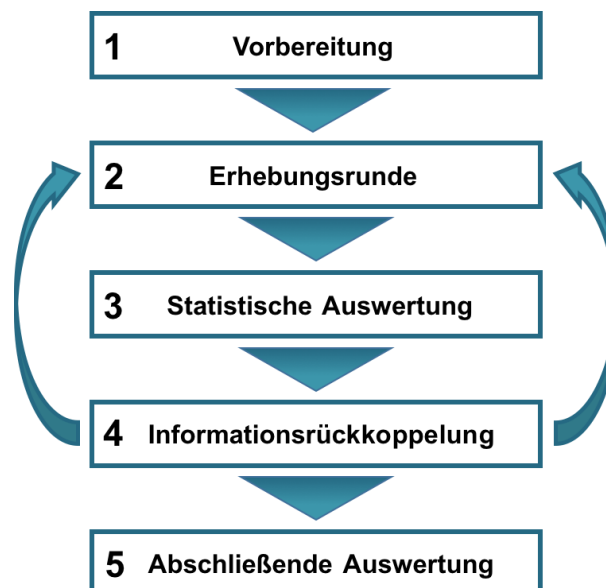 1 Vorbereitung
2 Erhebungsrunde
3 Statistische Auswertung
4 Informationsrückkoppelung
5 Abschließende Auswertung